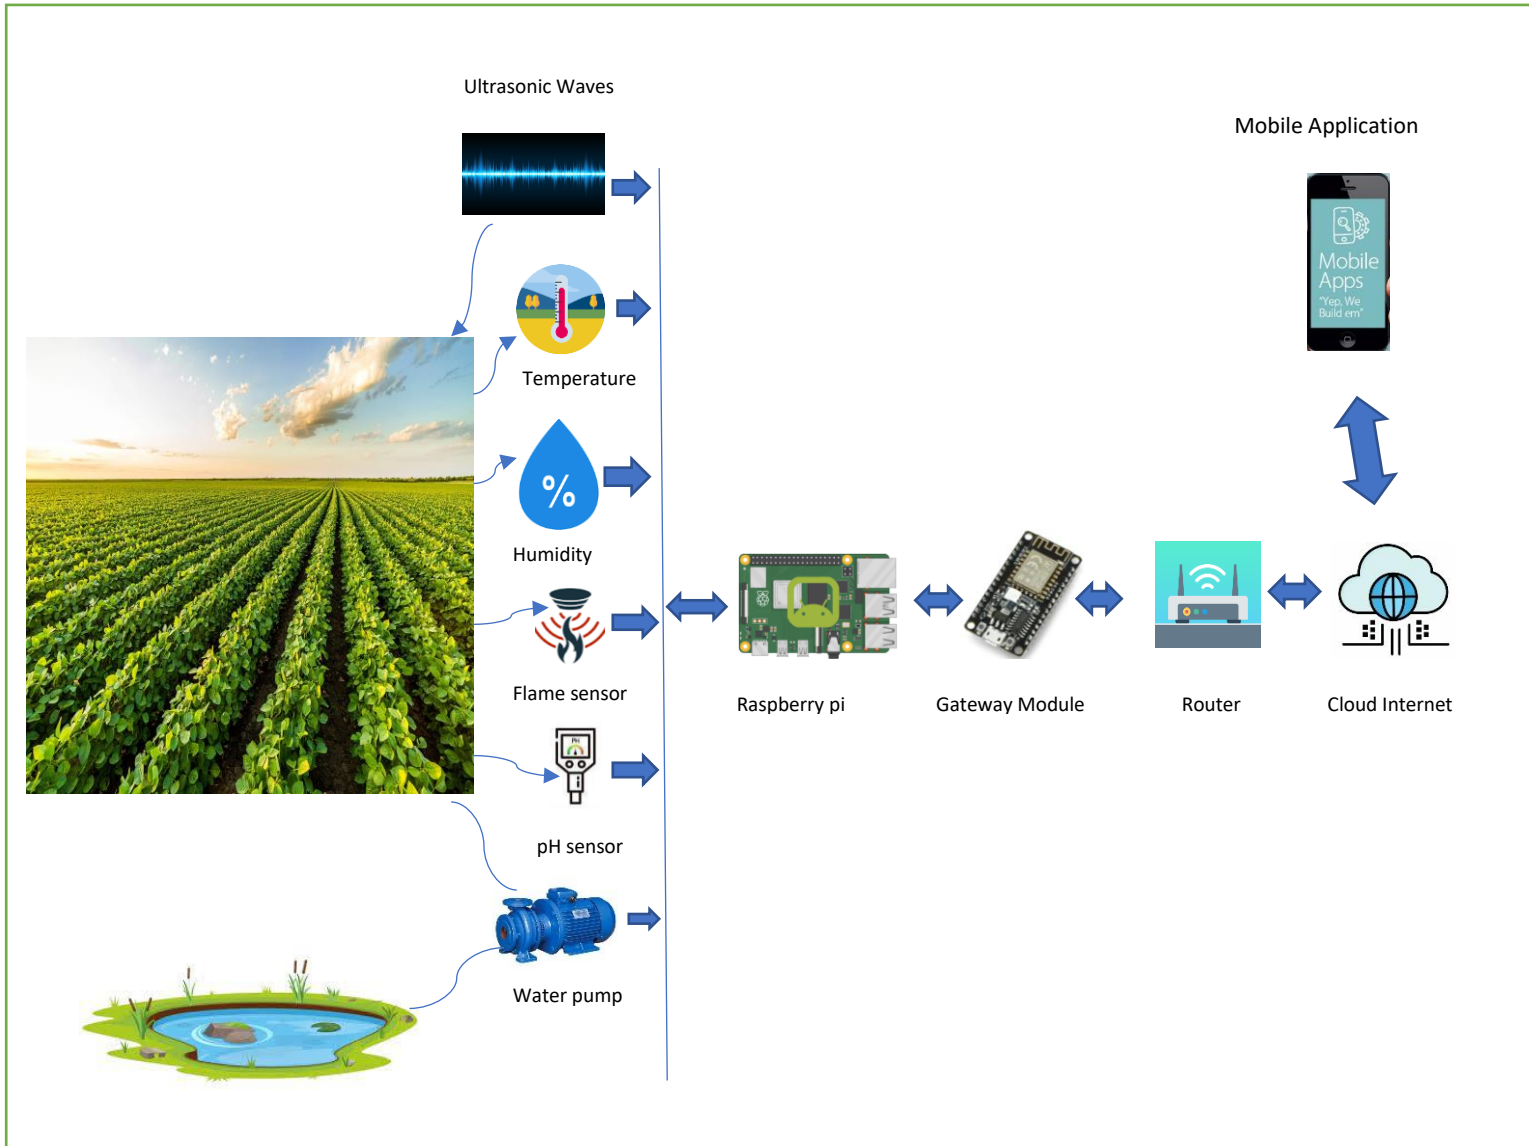 Ultrasonic Waves
Mobile Application
Mobile
Apps
"Yep, We
Build em"
Temperature
%
Humidity
Flame sensor
Raspberry pi
Gateway Module
Router
Cloud Internet
PH
pH sensor
Water pump